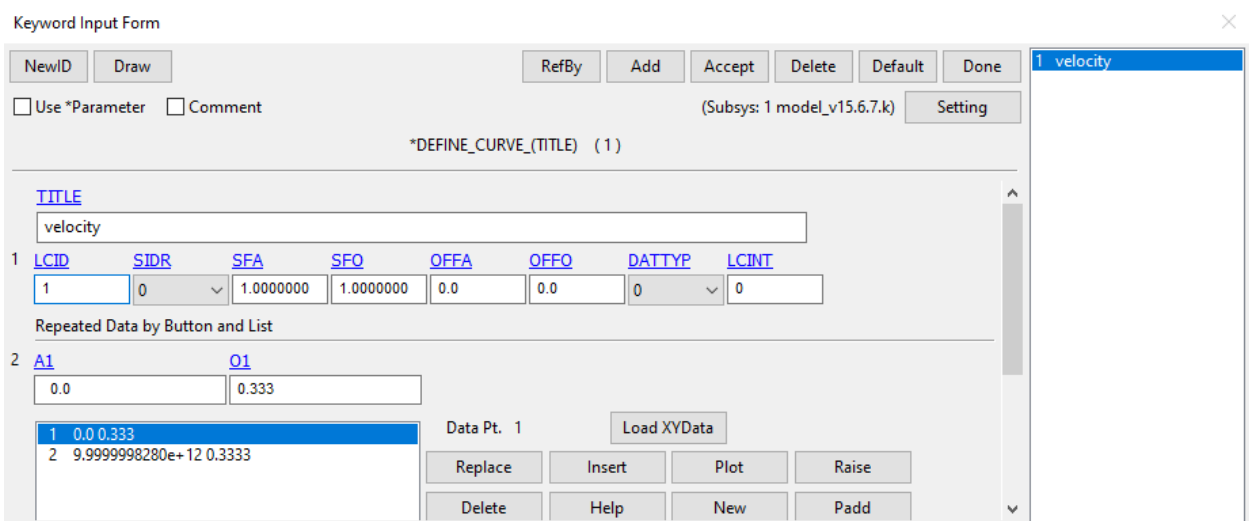 Keyword Input Form
NewID Draw RefBy Add Accept Delete Default Done
1 velocity
Use *Parameter Comment (Subsys: 1 model_v15.6.7.k) Setting
*DEFINE_CURVE_(TITLE) (1)
TITLE
velocity
1 LCID SIDR SFA SFO OFFA OFFO DATTYP LCINT
1 0 1.0000000 1.0000000 0.0 0.0 0 0
Repeated Data by Button and List
2 A1 O1
0.0 0.333
1 0.0 0.333
2 9.9999998280e+12 0.3333
Data Pt. 1 Load XYData
Replace Insert Plot Raise
Delete Help New Padd